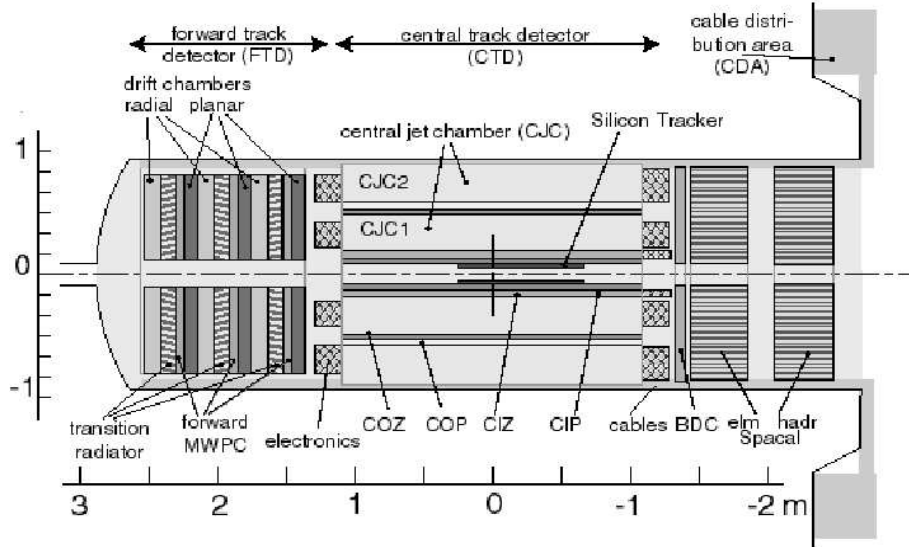 forward track
detector (FTD)
central track detector
(CTD)
cable distri-
bution area
(CDA)
drift chambers
radial planar
central jet chamber (CJC)
Silicon Tracker
1
0
-1
CJC2
CJC1
transition
radiator
forward
MWPC
electronics
COZ
COP
CIZ
CIP
cables
BDC
elm hadr
Spacal
3 2 1 0 -1 -2 m